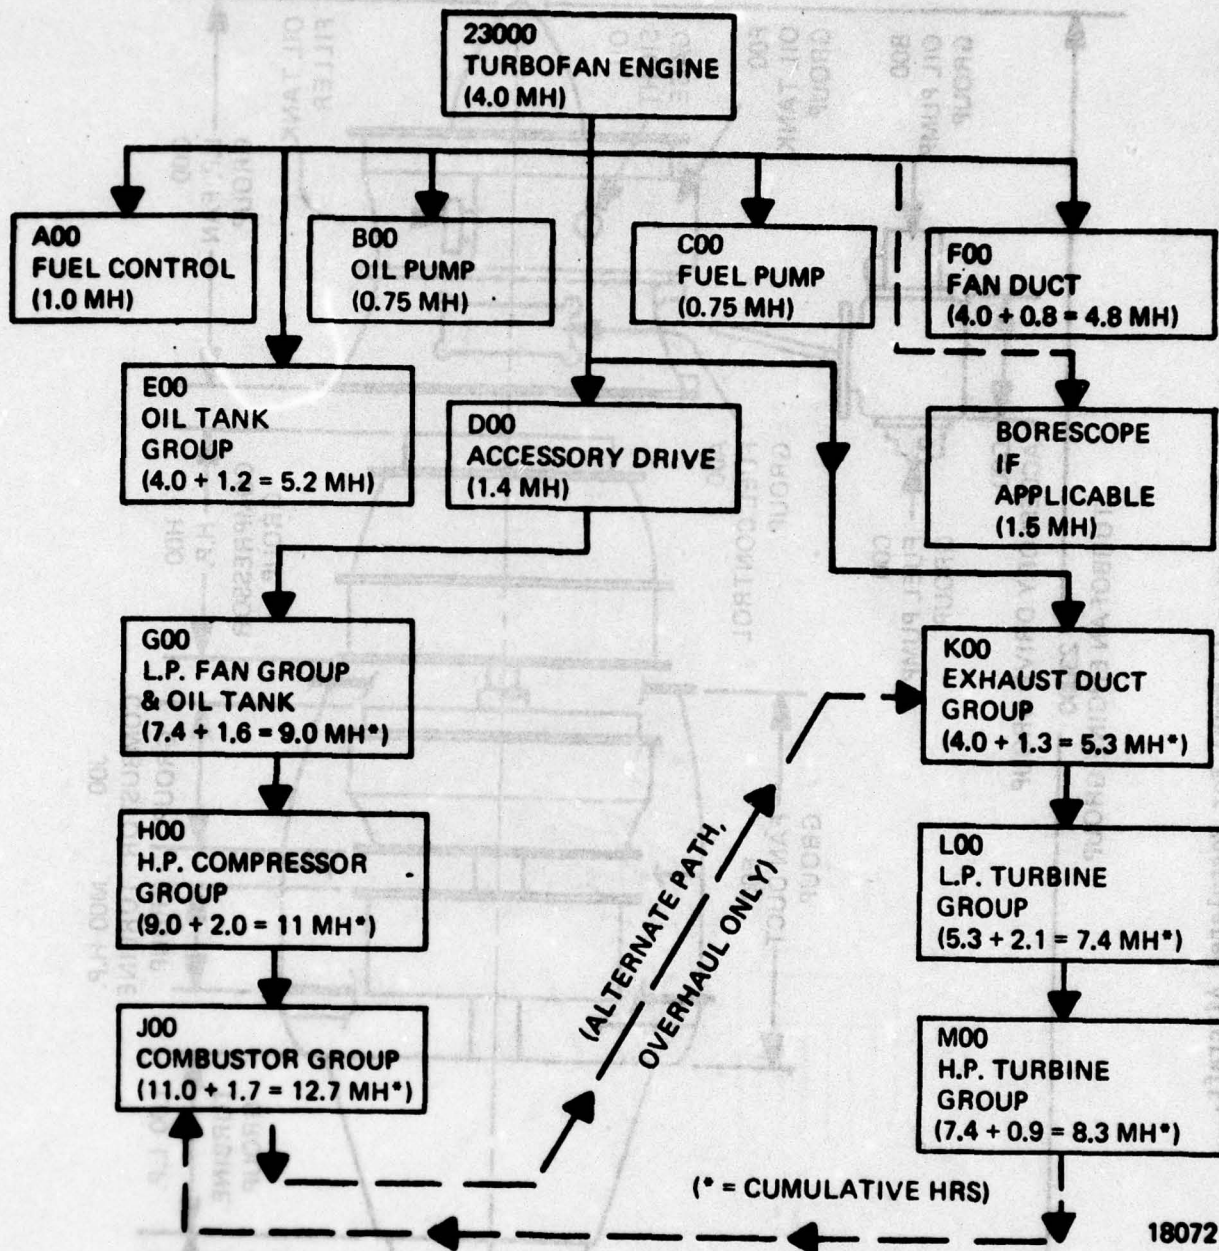 23000
TURBOFAN ENGINE
(4.0 MH)
A00
FUEL CONTROL
(1.0 MH)
B00
OIL PUMP
(0.75 MH)
C00
FUEL PUMP
(0.75 MH)
F00
FAN DUCT
(4.0 + 0.8 = 4.8 MH)
E00
OIL TANK
GROUP
(4.0 + 1.2 = 5.2 MH)
D00
ACCESSORY DRIVE
(1.4 MH)
BORESCOPE
IF
APPLICABLE
(1.5 MH)
G00
L.P. FAN GROUP
& OIL TANK
(7.4 + 1.6 = 9.0 MH*)
K00
EXHAUST DUCT
GROUP
(4.0 + 1.3 = 5.3 MH*)
H00
H.P. COMPRESSOR
GROUP
(9.0 + 2.0 = 11 MH*)
L00
L.P. TURBINE
GROUP
(5.3 + 2.1 = 7.4 MH*)
J00
COMBUSTOR GROUP
(11.0 + 1.7 = 12.7 MH*)
(ALTERNATE PATH,
OVERHAUL ONLY)
M00
H.P. TURBINE
GROUP
(7.4 + 0.9 = 8.3 MH*)
(* = CUMULATIVE HRS)
18072